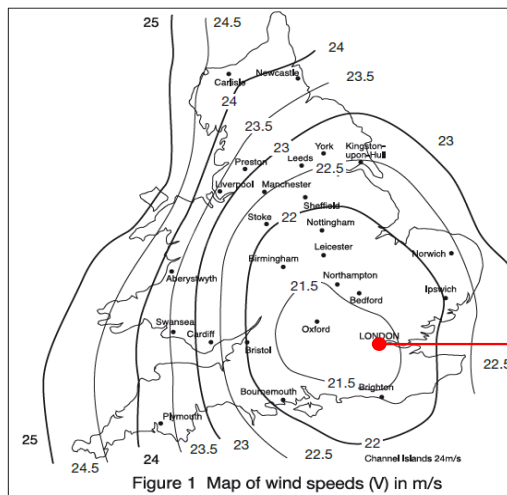 25
24.5
24
Newcastle
Carlisle
23.5
24
23.5
23
23
York
Kingston-
upon-Hull
Leeds
Preston
22.5
Liverpool
Manchester
Sheffield
Stoke
22
Nottingham
Leicester
Norwich
Birmingham
Aberystwyth
Northampton
Ipswich
21.5
Bedford
Oxford
Swansea
Cardiff
LONDON
Bristol
22.5
21.5
Bournemouth
Brighton
Plymouth
25
24.5
24
23.5
23
22.5
22
Channel Islands 24m/s
Figure 1 Map of wind speeds (V) in m/s